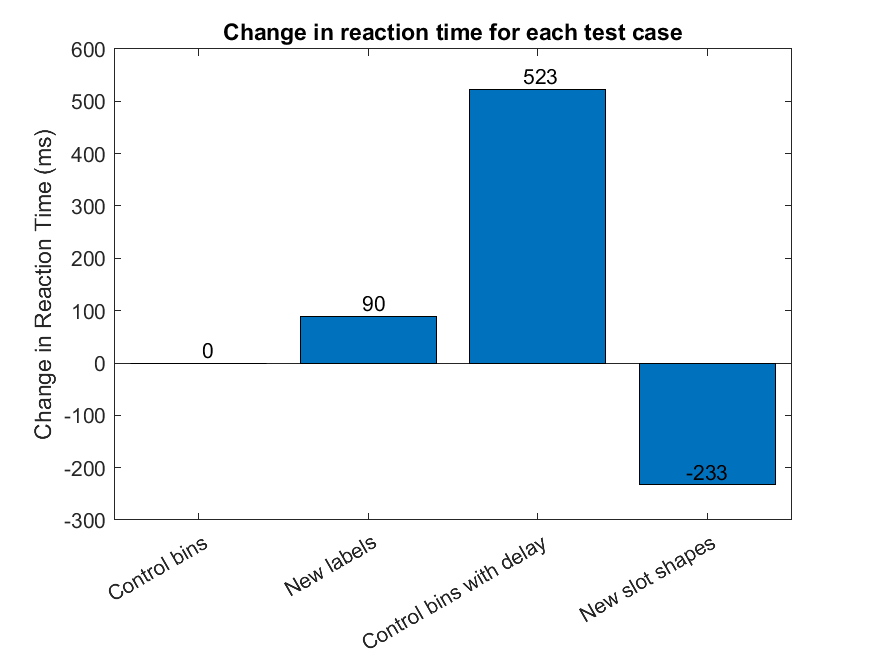 Change in reaction time for each test case
Change in Reaction Time (ms)
600
500
400
300
200
100
0
-100
-200
-300
0
90
523
-233
Control bins
New labels
Control bins with delay
New slot shapes